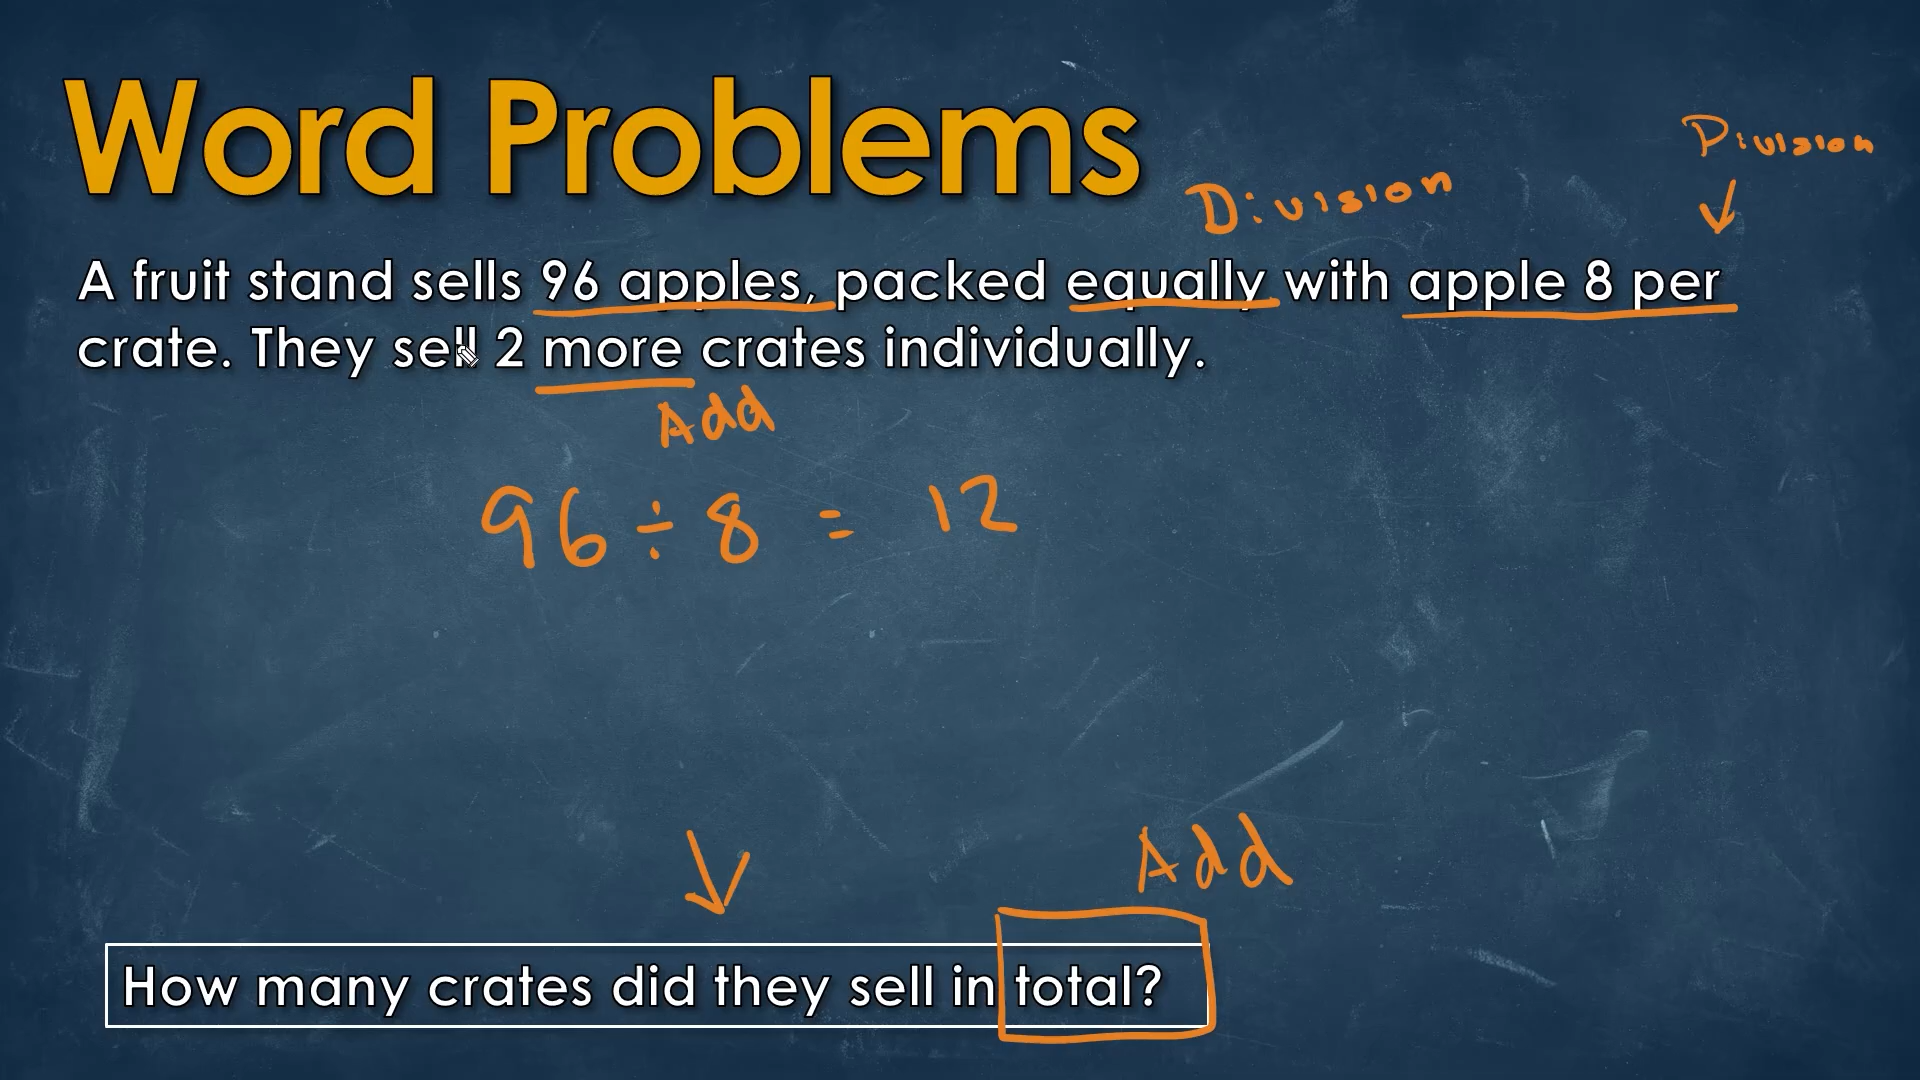 Word Problems
Division
Division
A fruit stand sells 96 apples, packed equally with apple 8 per
crate. They sell 2 more crates individually.
Add
96 ÷ 8 = 12
Add
How many crates did they sell in total?